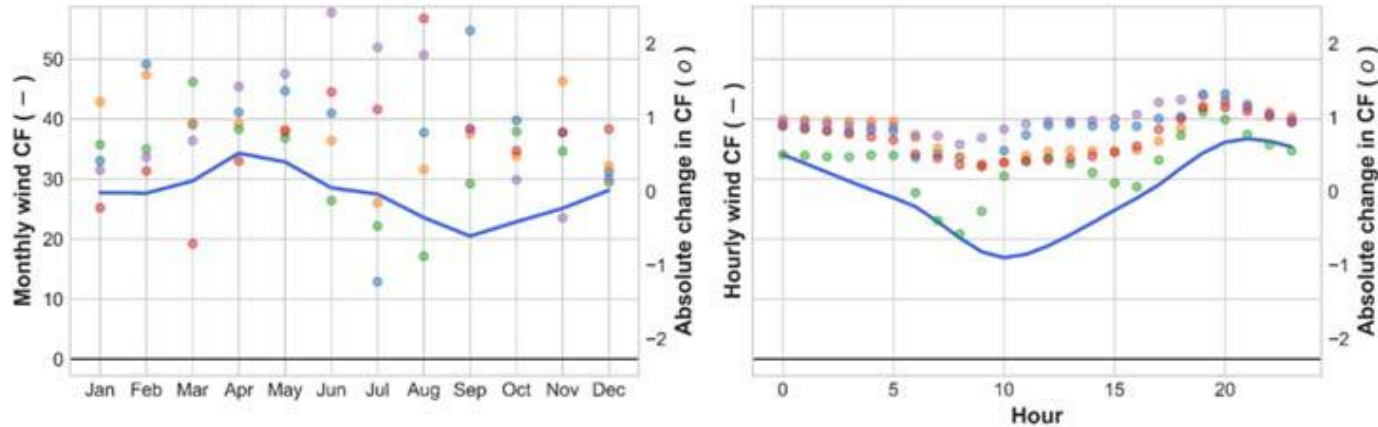 Monthly wind CF ( — )
50
40
30
20
10
0
Jan Feb Mar Apr May Jun Jul Aug Sep Oct Nov Dec
2
1
0
−1
−2
Absolute change in CF ( o )
Hourly wind CF ( — )
0 5 10 15 20
Hour
2
1
0
−1
−2
Absolute change in CF ( o )